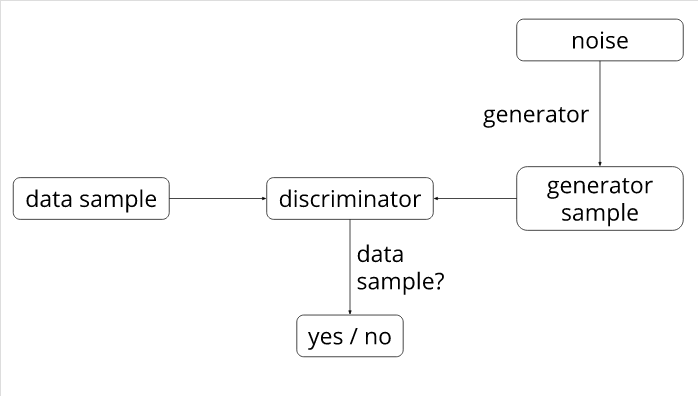 noise
generator
generator
sample
data sample
discriminator
data
sample?
yes / no